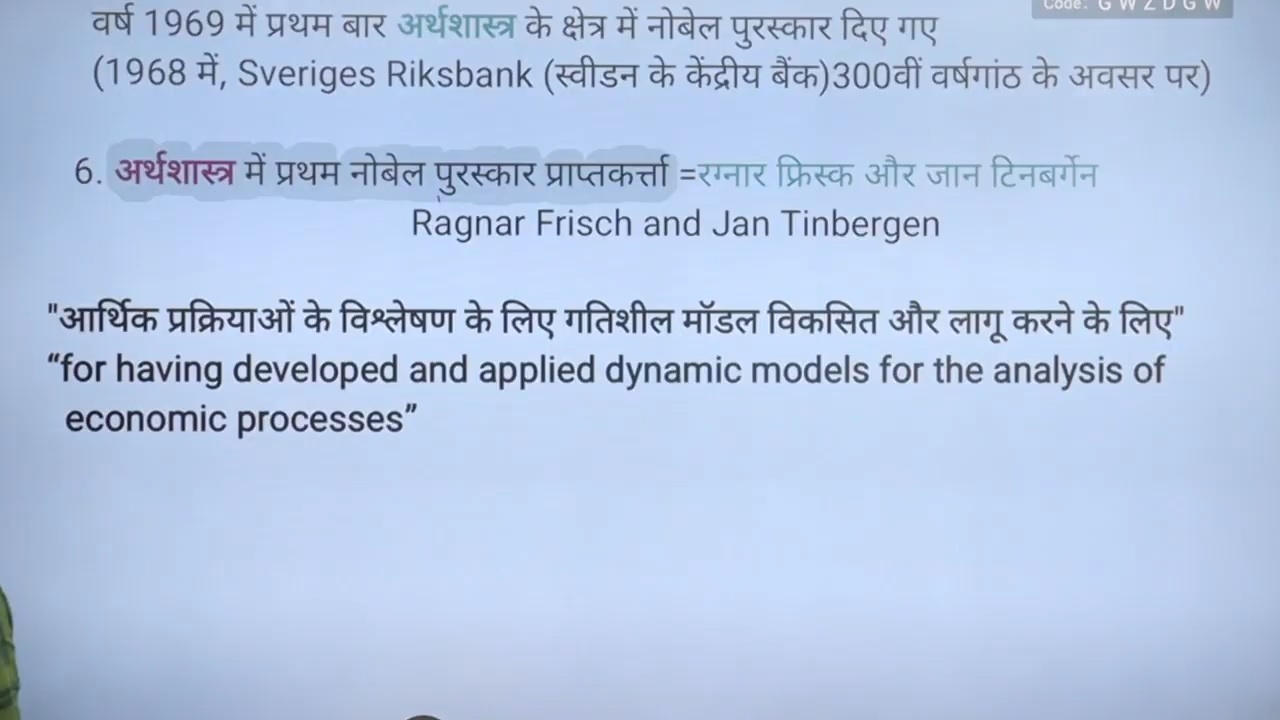 Code: G W Z D G W
वर्ष 1969 में प्रथम बार अर्थशास्त्र के क्षेत्र में नोबेल पुरस्कार दिए गए
(1968 में, Sveriges Riksbank (स्वीडन के केंद्रीय बैंक)300वीं वर्षगांठ के अवसर पर)
6. अर्थशास्त्र में प्रथम नोबेल पुरस्कार प्राप्तकर्त्ता =रग्नार फ्रिस्क और जान टिनबर्गेन
Ragnar Frisch and Jan Tinbergen
"आर्थिक प्रक्रियाओं के विश्लेषण के लिए गतिशील मॉडल विकसित और लागू करने के लिए"
“for having developed and applied dynamic models for the analysis of
economic processes”